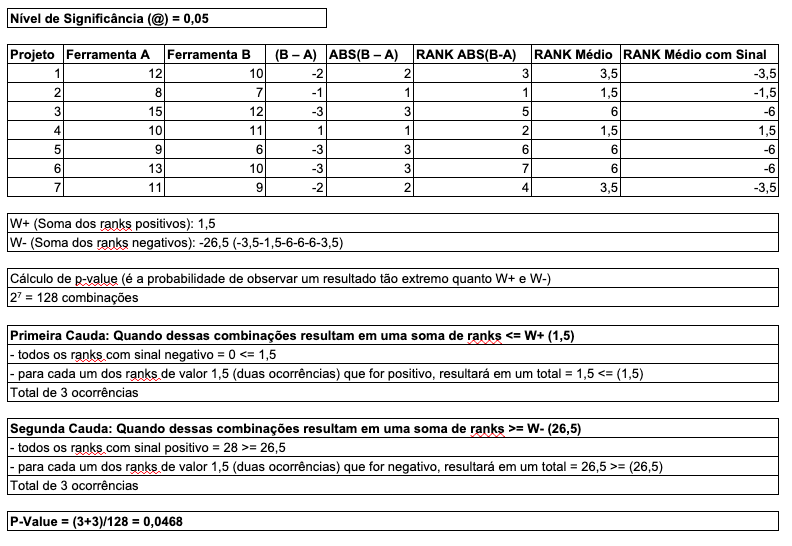 Nível de Significância (@) = 0,05
Projeto Ferramenta A Ferramenta B (B – A) ABS(B – A) RANK ABS(B-A) RANK Médio RANK Médio com Sinal
1 12 10 -2 2 3 3,5 -3,5
2 8 7 -1 1 1 1,5 -1,5
3 15 12 -3 3 5 6 -6
4 10 11 1 1 2 1,5 1,5
5 9 6 -3 3 6 6 -6
6 13 10 -3 3 7 6 -6
7 11 9 -2 2 4 3,5 -3,5
W+ (Soma dos ranks positivos): 1,5
W- (Soma dos ranks negativos): -26,5 (-3,5-1,5-6-6-6-3,5)
Cálculo de p-value (é a probabilidade de observar um resultado tão extremo quanto W+ e W-)
2⁷ = 128 combinações
Primeira Cauda: Quando dessas combinações resultam em uma soma de ranks <= W+ (1,5)
- todos os ranks com sinal negativo = 0 <= 1,5
- para cada um dos ranks de valor 1,5 (duas ocorrências) que for positivo, resultará em um total = 1,5 <= (1,5)
Total de 3 ocorrências
Segunda Cauda: Quando dessas combinações resultam em uma soma de ranks >= W- (26,5)
- todos os ranks com sinal positivo = 28 >= 26,5
- para cada um dos ranks de valor 1,5 (duas ocorrências) que for negativo, resultará em um total = 26,5 >= (26,5)
Total de 3 ocorrências
P-Value = (3+3)/128 = 0,0468